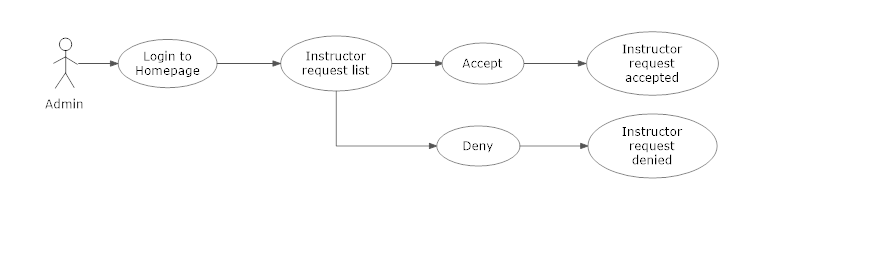 Admin
Login to
Homepage
Instructor
request list
Accept
Instructor
request
accepted
Deny
Instructor
request
denied